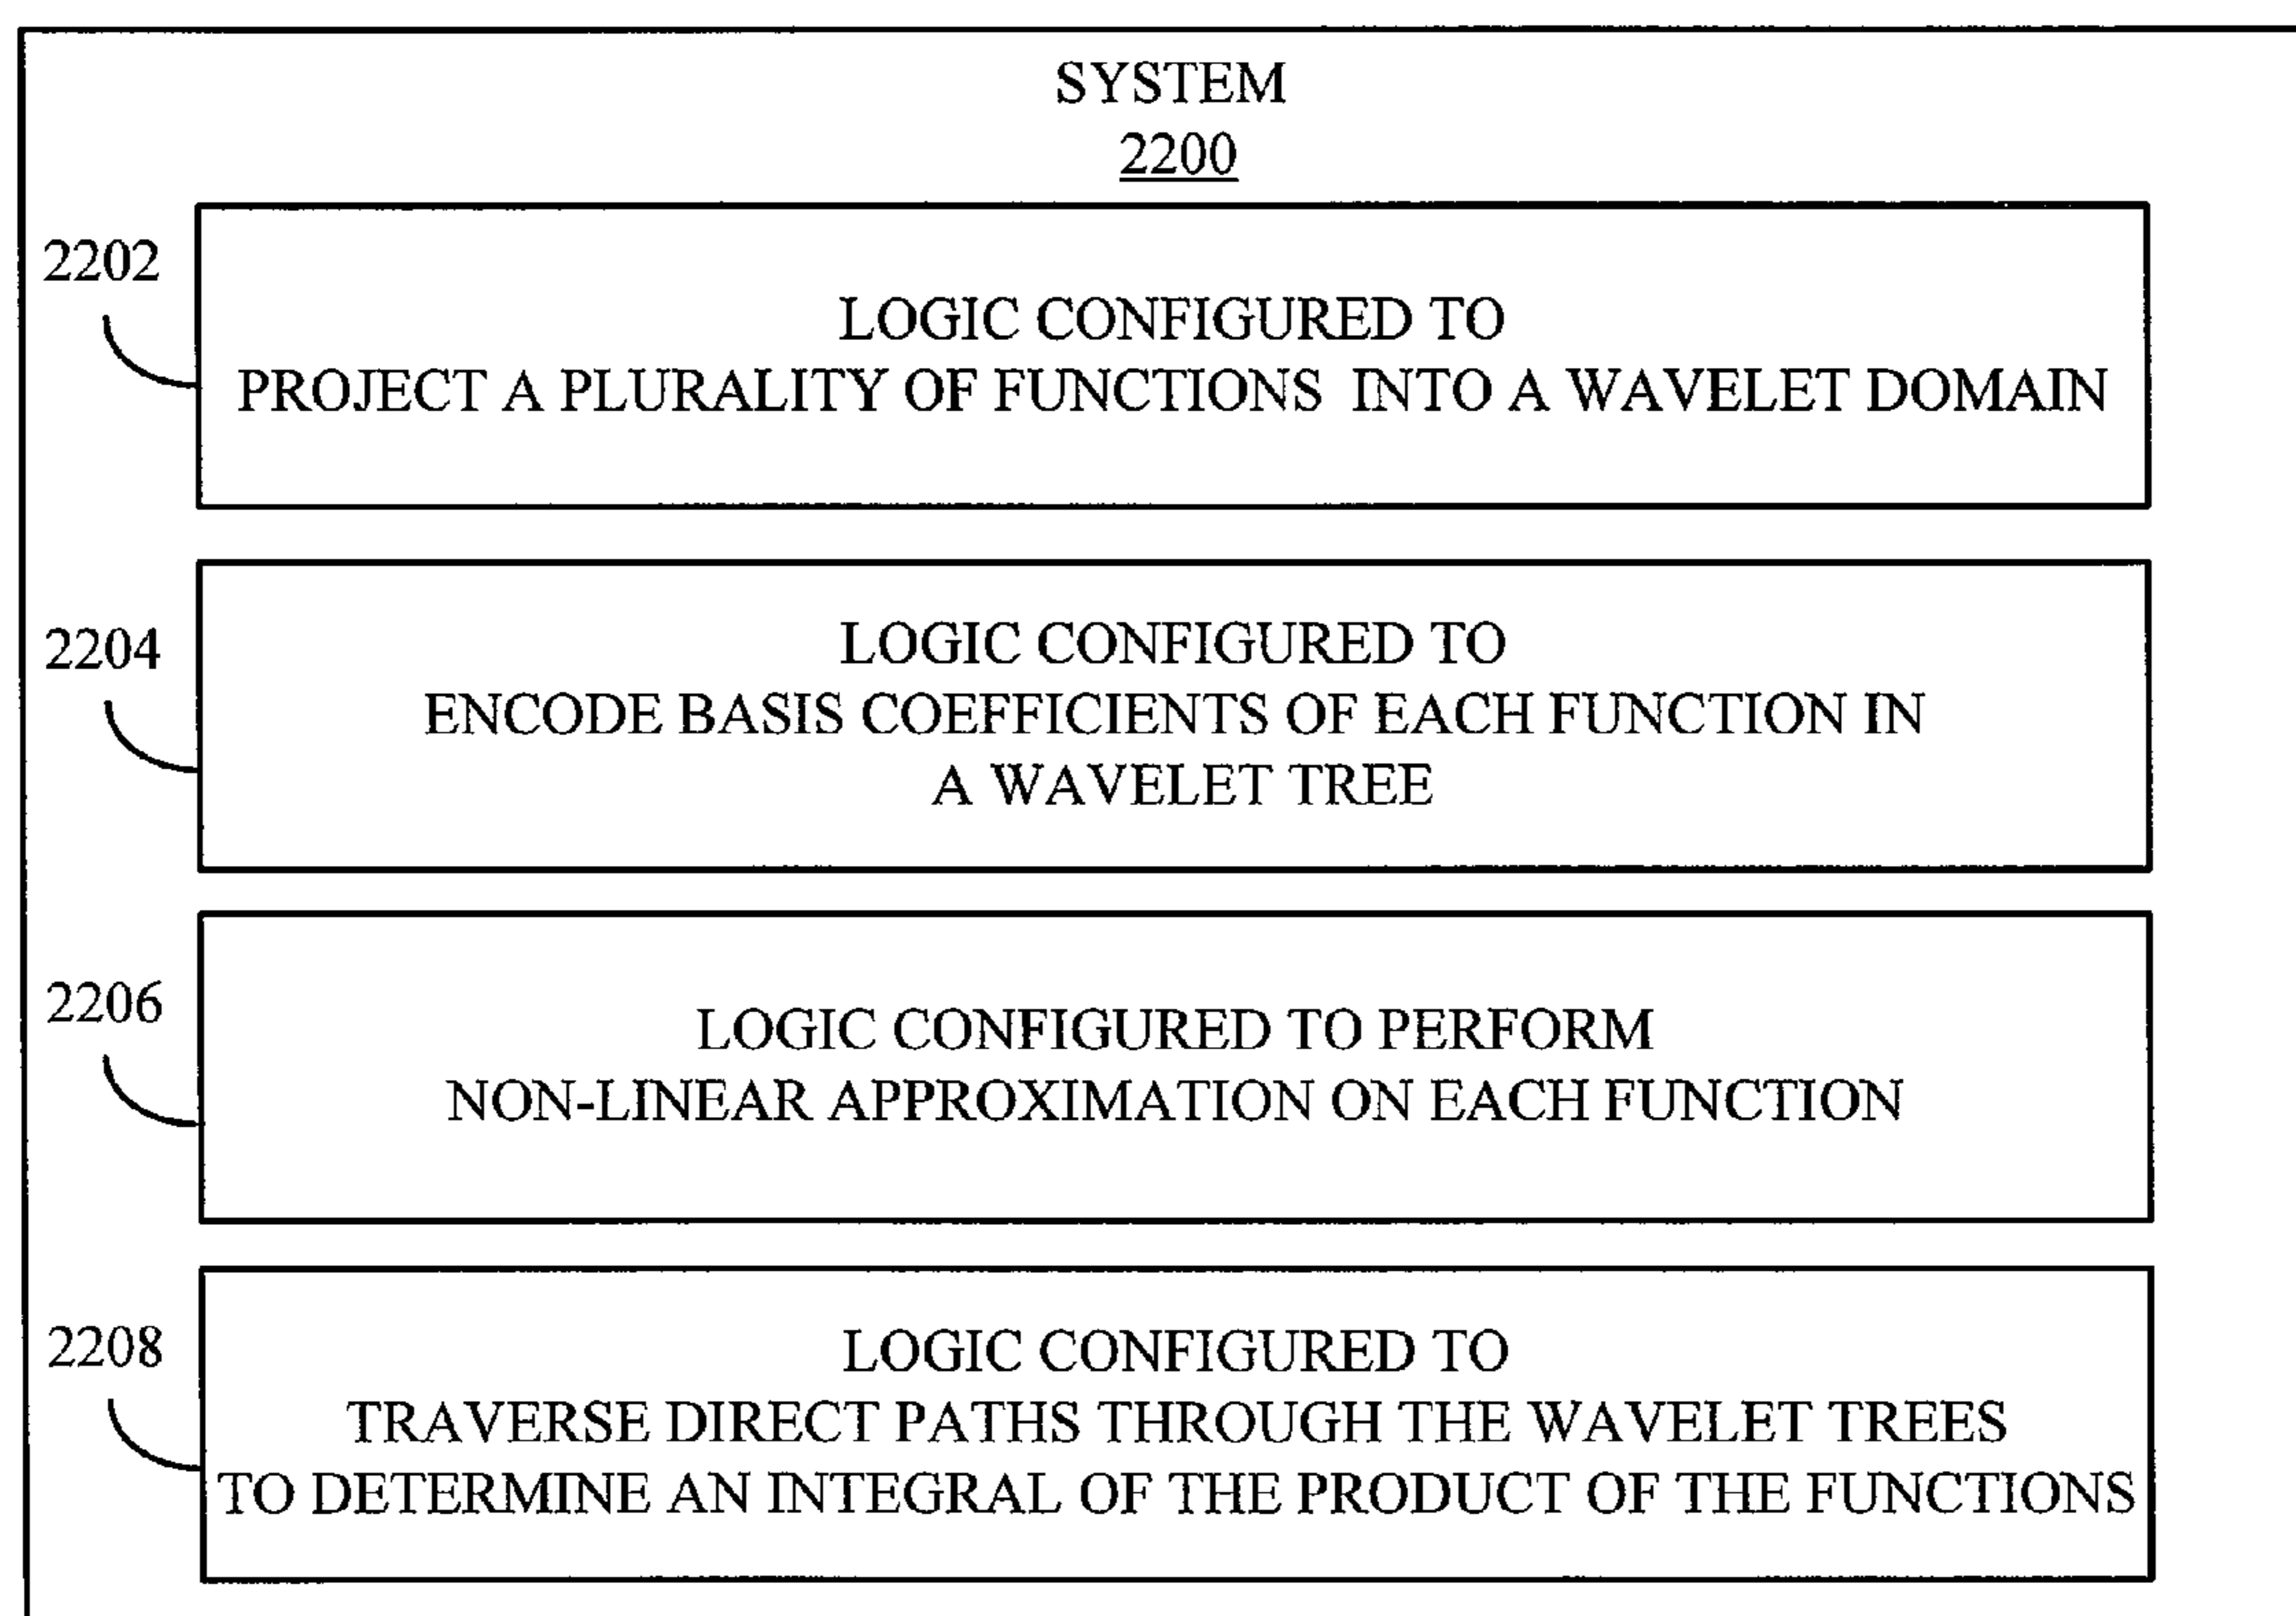 SYSTEM
2200
2202
LOGIC CONFIGURED TO
PROJECT A PLURALITY OF FUNCTIONS INTO A WAVELET DOMAIN
2204
LOGIC CONFIGURED TO
ENCODE BASIS COEFFICIENTS OF EACH FUNCTION IN
A WAVELET TREE
2206
LOGIC CONFIGURED TO PERFORM
NON-LINEAR APPROXIMATION ON EACH FUNCTION
2208
LOGIC CONFIGURED TO
TRAVERSE DIRECT PATHS THROUGH THE WAVELET TREES
TO DETERMINE AN INTEGRAL OF THE PRODUCT OF THE FUNCTIONS